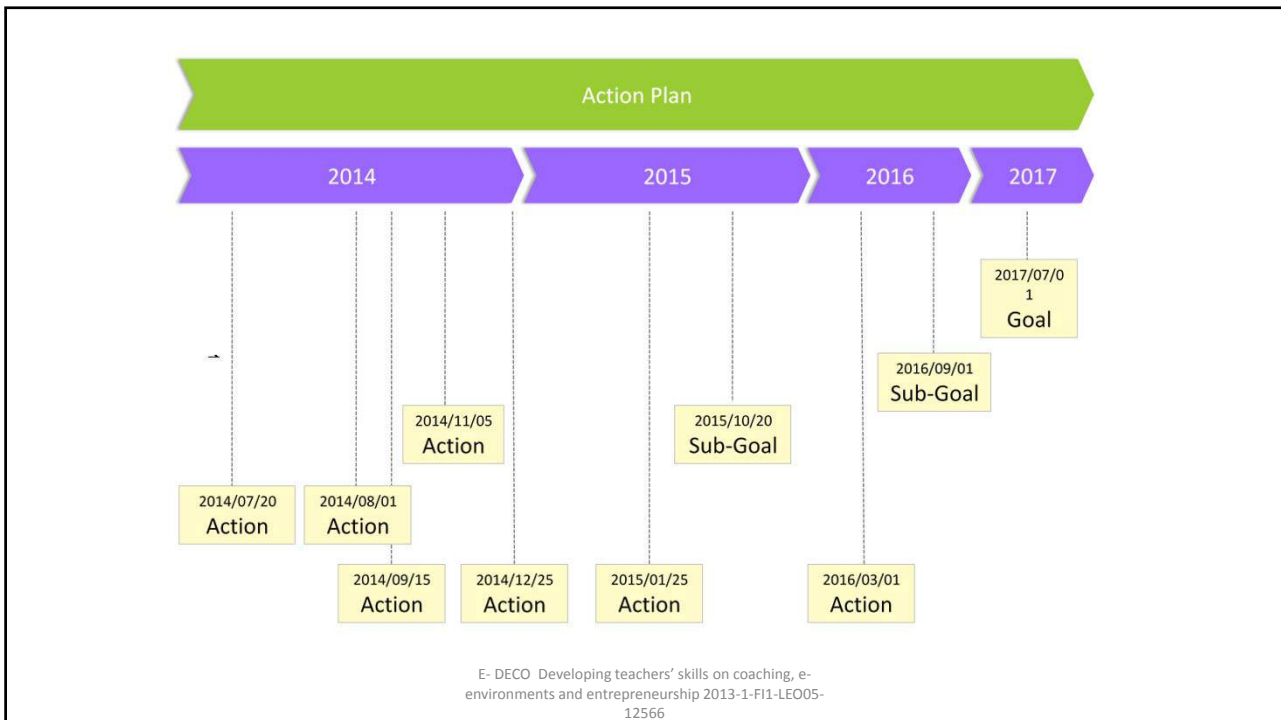 Action Plan
2014
2015
2016
2017
2017/07/0
1
Goal
2016/09/01
Sub-Goal
2014/11/05
Action
2015/10/20
Sub-Goal
2014/07/20
Action
2014/08/01
Action
2014/09/15
Action
2014/12/25
Action
2015/01/25
Action
2016/03/01
Action
E- DECO Developing teachers’ skills on coaching, e-
environments and entrepreneurship 2013-1-FI1-LEO05-
12566